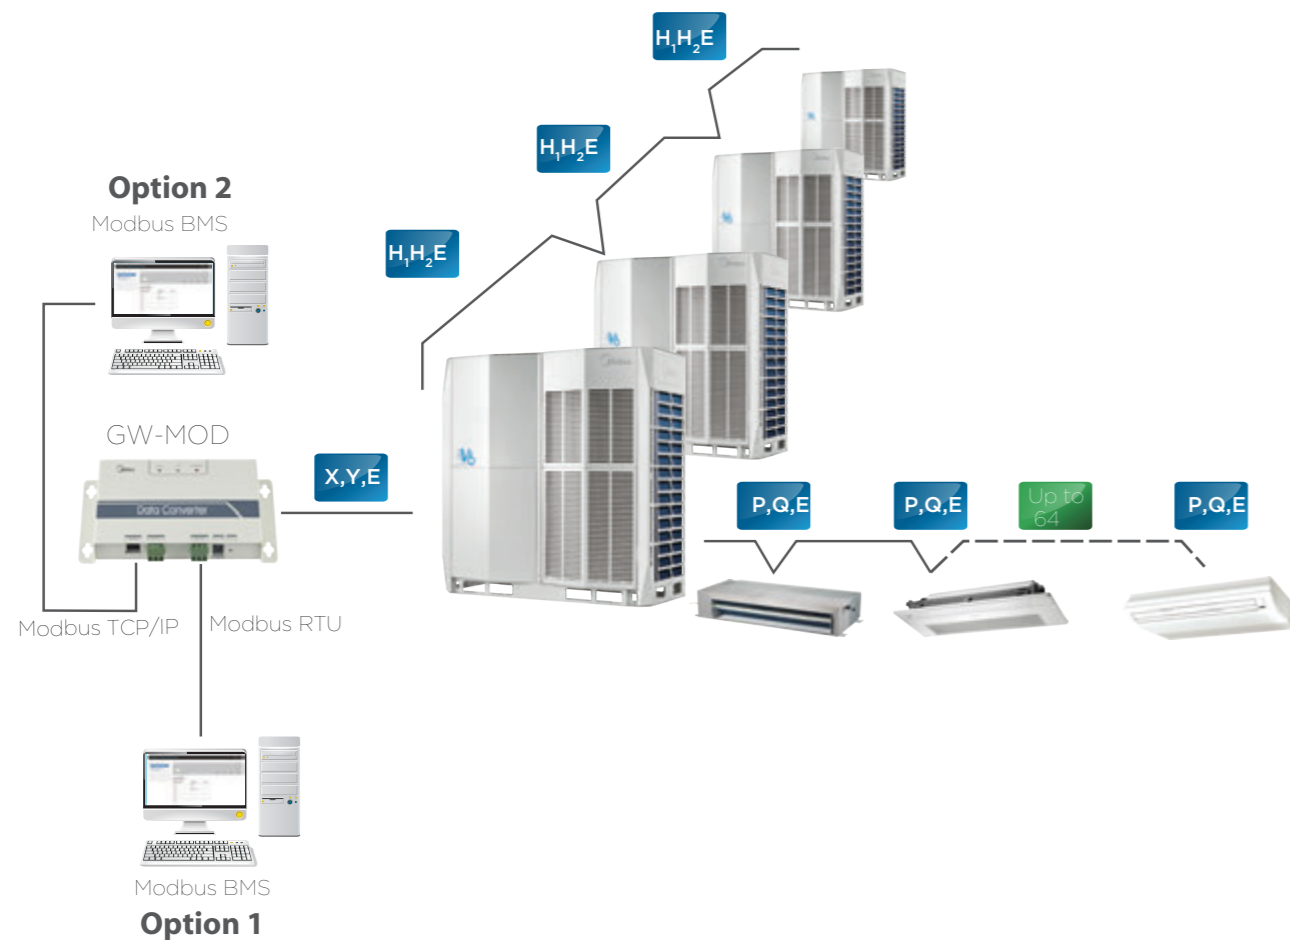 H₁H₂E
H₁H₂E
Option 2
Modbus BMS
H₁H₂E
GW-MOD
X,Y,E
Data Converter
P,Q,E
P,Q,E
Up to
64
P,Q,E
Modbus TCP/IP
Modbus RTU
Modbus BMS
Option 1